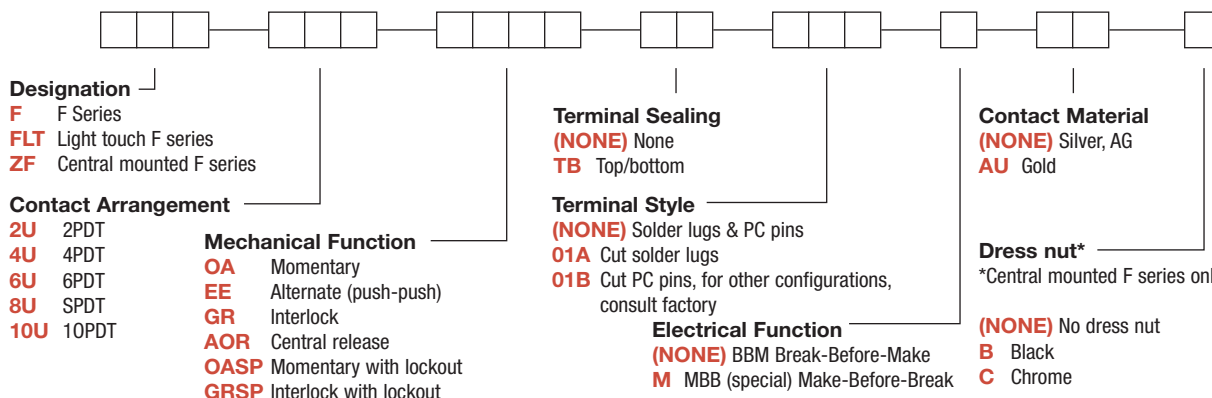 Designation
F F Series
FLT Light touch F series
ZF Central mounted F series
Contact Arrangement
2U 2PDT
4U 4PDT
6U 6PDT
8U SPDT
10U 10PDT
Mechanical Function
OA Momentary
EE Alternate (push-push)
GR Interlock
AOR Central release
OASP Momentary with lockout
GRSP Interlock with lockout
Terminal Sealing
(NONE) None
TB Top/bottom
Terminal Style
(NONE) Solder lugs & PC pins
01A Cut solder lugs
01B Cut PC pins, for other configurations,
consult factory
Electrical Function
(NONE) BBM Break-Before-Make
M MBB (special) Make-Before-Break
Contact Material
(NONE) Silver, AG
AU Gold
Dress nut*
*Central mounted F series onl
(NONE) No dress nut
B Black
C Chrome